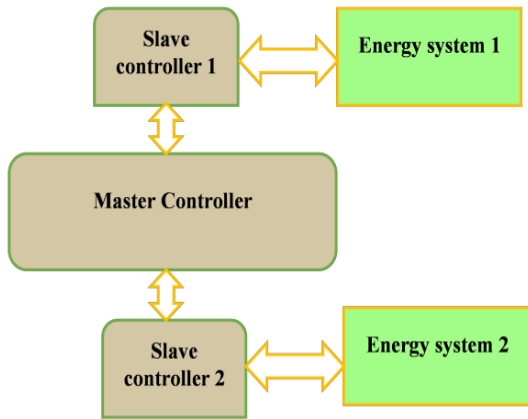 Slave
controller 1
Energy system 1
Master Controller
Slave
controller 2
Energy system 2